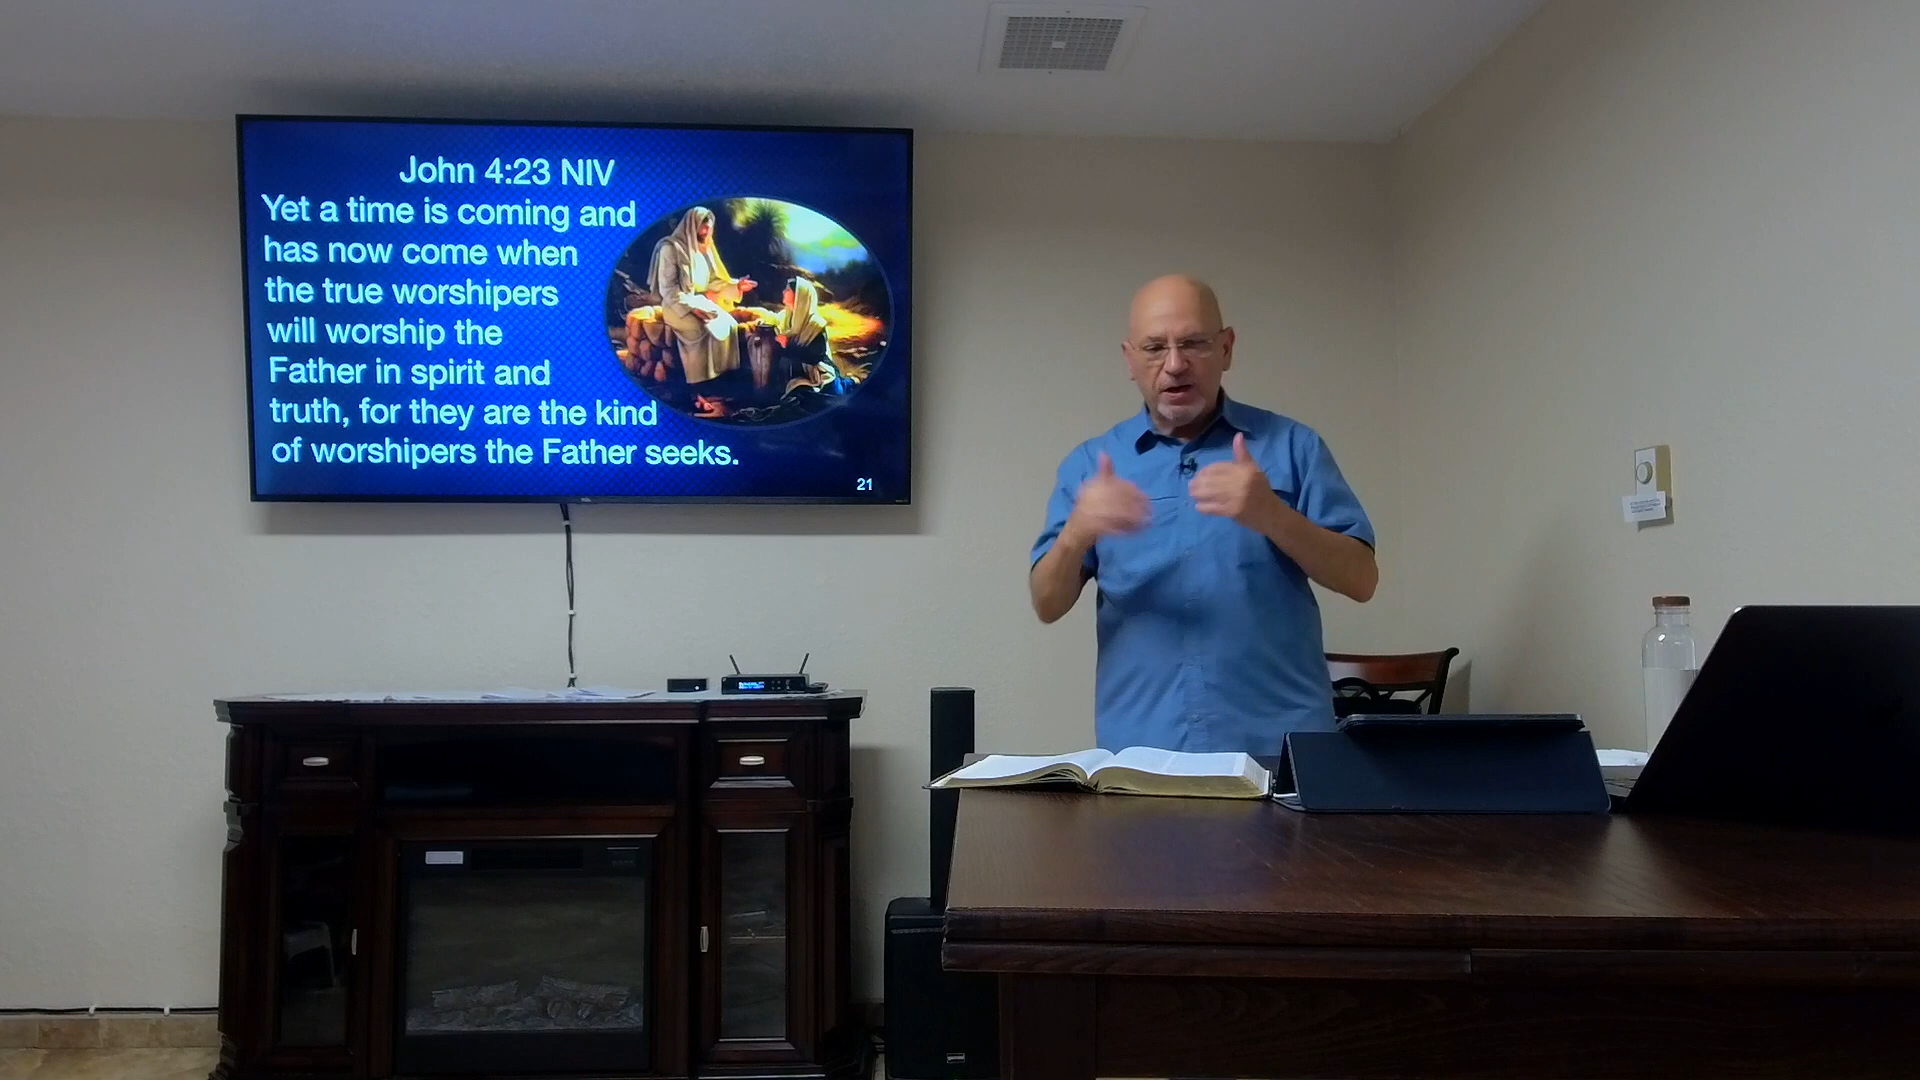 John 4:23 NIV
Yet a time is coming and
has now come when
the true worshipers
will worship the
Father in spirit and
truth, for they are the kind
of worshipers the Father seeks.
21